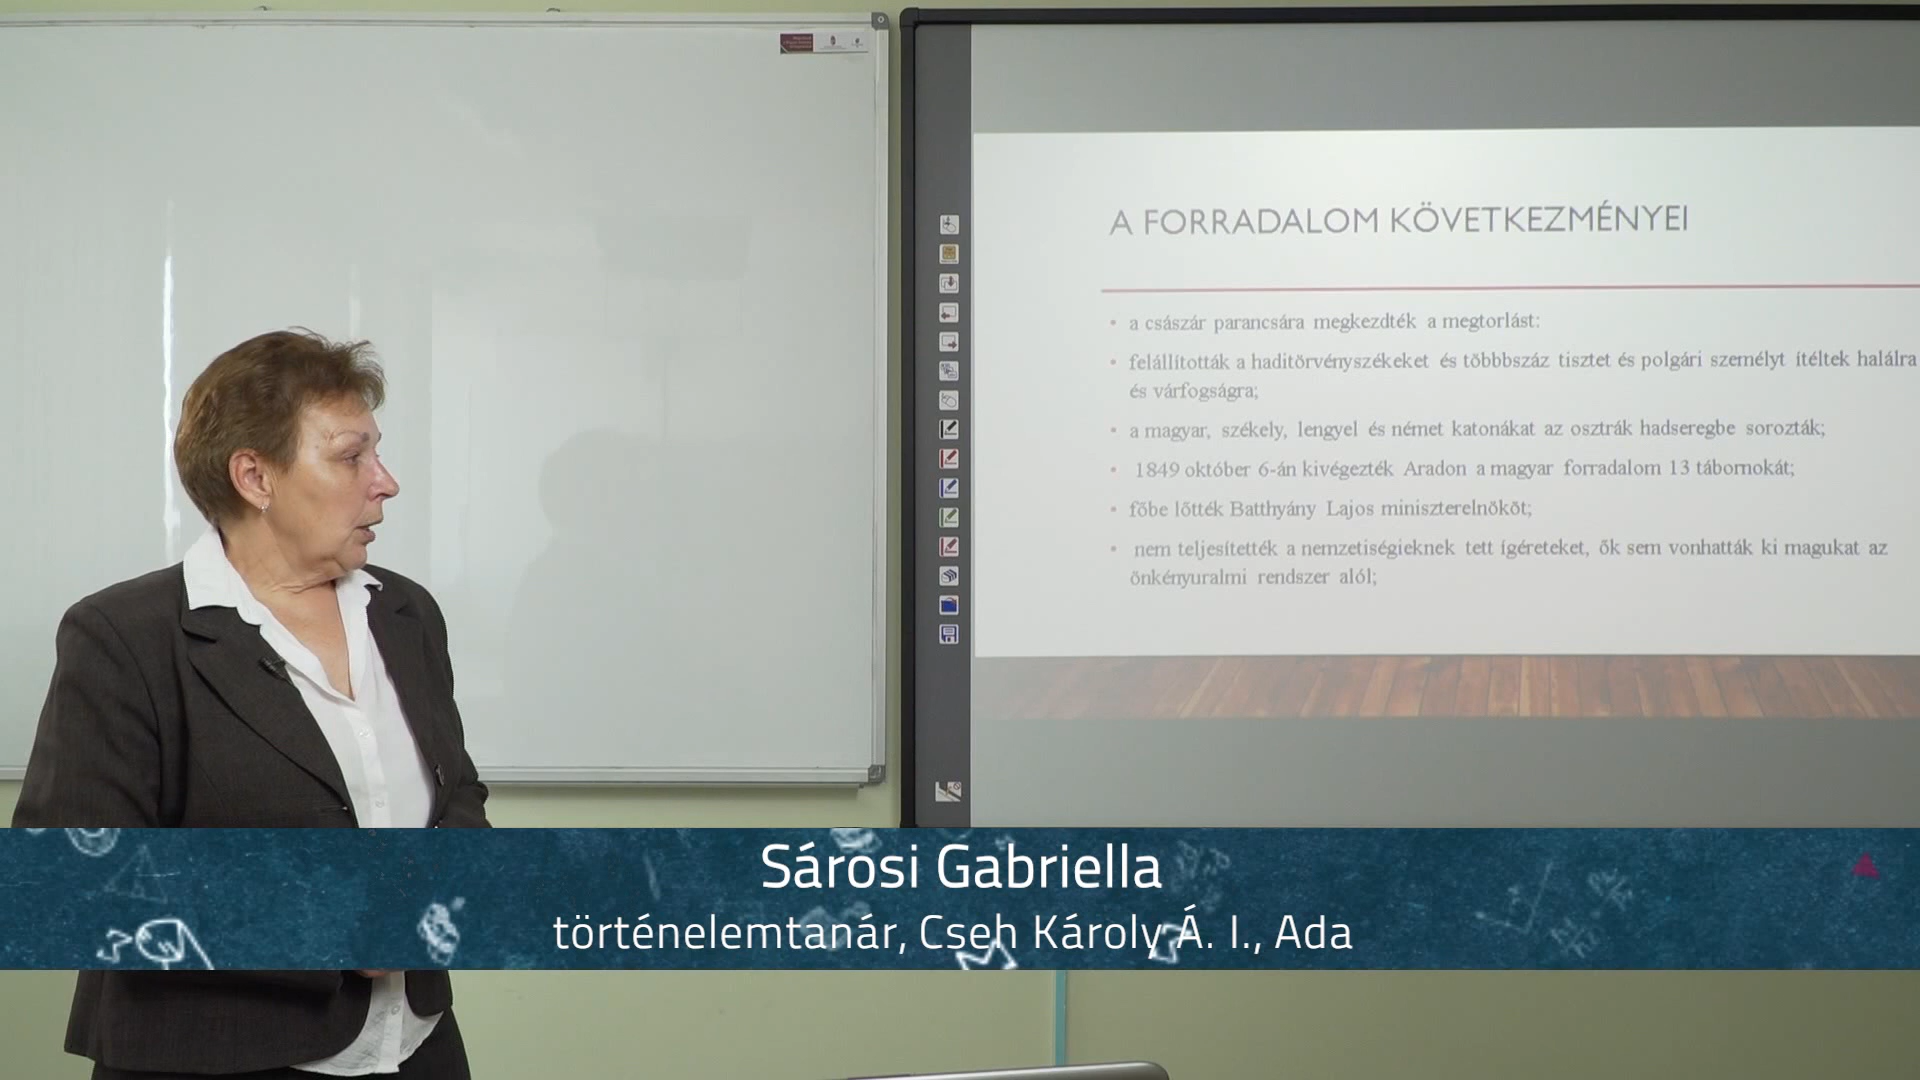 A FORRADALOM KÖVETKEZMÉNYEI
• a császár parancsára megkezdték a megtorlást:
• felállították a haditörvényszékeket és többbszáz tisztet és polgári személyt ítéltek halálra
és várfogságra;
• a magyar, székely, lengyel és német katonákat az osztrák hadseregbe sorozták;
• 1849 október 6-án kivégezték Aradon a magyar forradalom 13 tábornokát;
• főbe lőtték Batthyány Lajos miniszterelnököt;
• nem teljesítették a nemzetiségieknek tett ígéreteket, ők sem vonhatták ki magukat az
önkényuralmi rendszer alól;
Sárosi Gabriella
történelemtanár, Cseh Károly Á. I., Ada